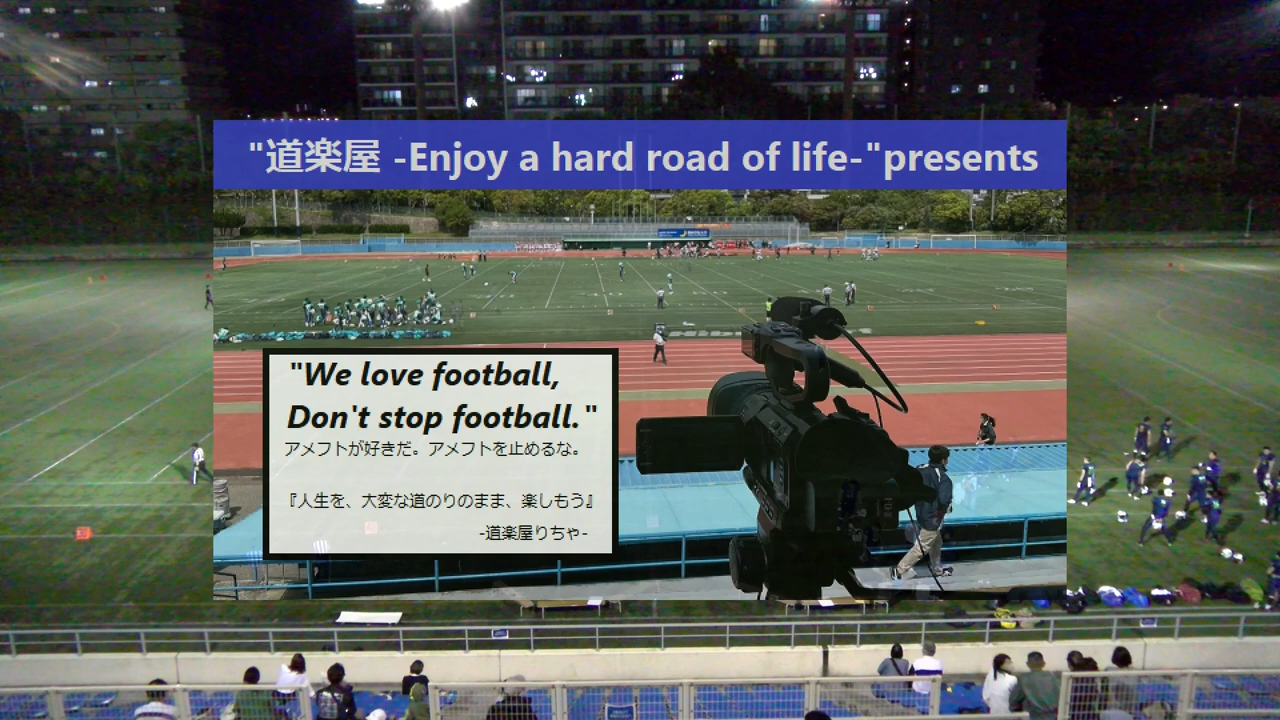 "道楽屋 -Enjoy a hard road of life-"presents
"We love football,
Don't stop football."
アメフトが好きだ。アメフトを止めるな。
『人生を、大変な道のりのまま、楽しもう』
-道楽屋りちゃ-